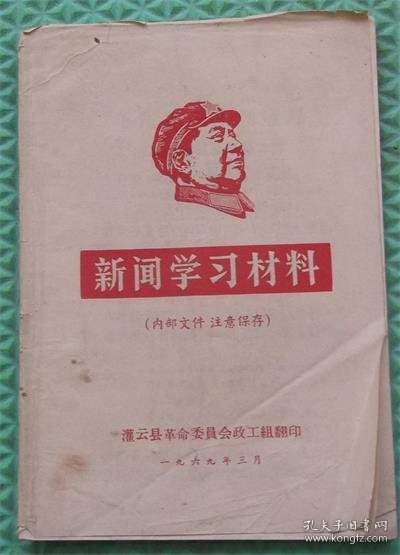 新闻学习材料
(内部文件 注意保存)
灌云县革命委員会政工組翻印
一九六九年三月
孔夫子旧书网
www.kongfz.com